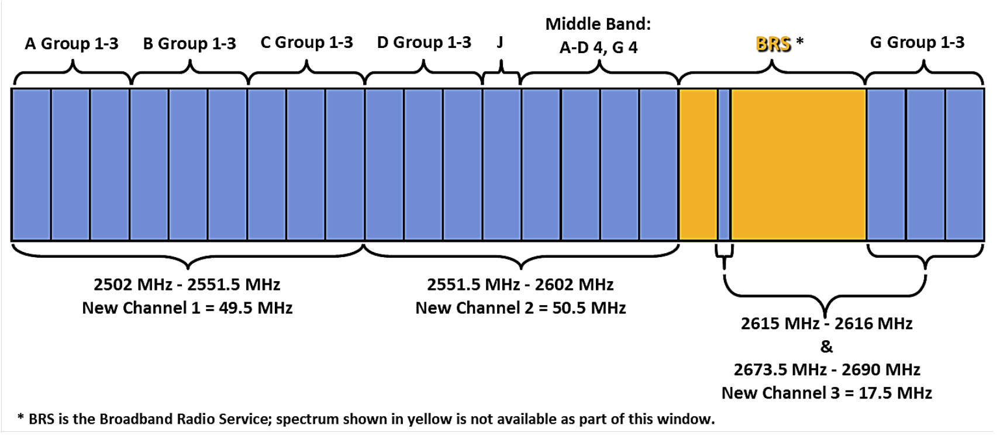 A Group 1-3
B Group 1-3
C Group 1-3
D Group 1-3
J
Middle Band:
A-D 4, G 4
BRS *
G Group 1-3
2502 MHz - 2551.5 MHz
New Channel 1 = 49.5 MHz
2551.5 MHz - 2602 MHz
New Channel 2 = 50.5 MHz
2615 MHz - 2616 MHz
&
2673.5 MHz - 2690 MHz
New Channel 3 = 17.5 MHz
* BRS is the Broadband Radio Service; spectrum shown in yellow is not available as part of this window.